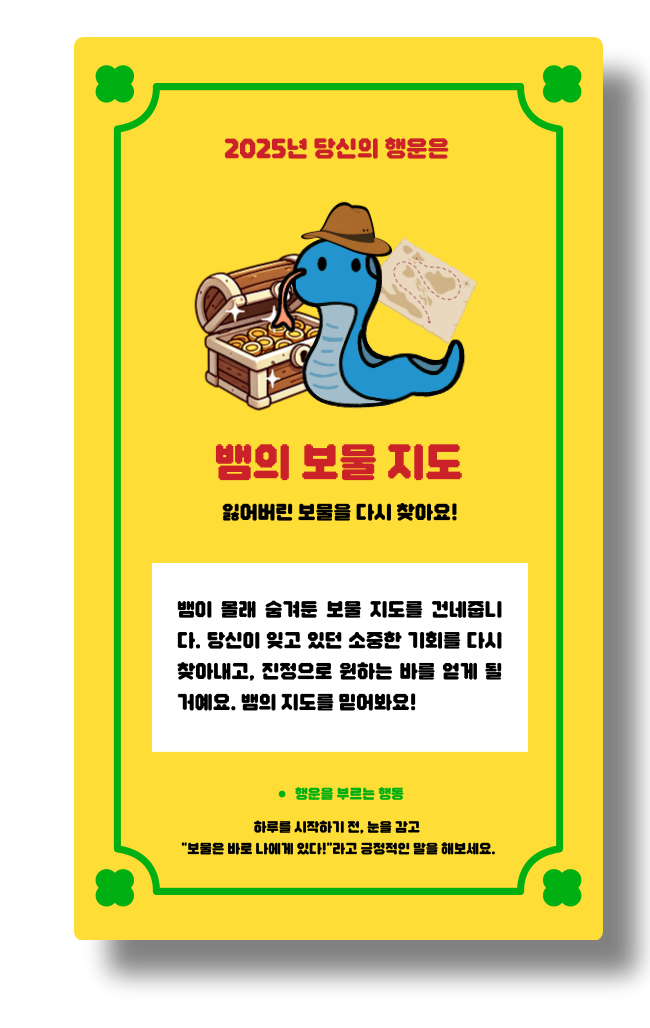 2025년 당신의 행운은
뱀의 보물 지도
잃어버린 보물을 다시 찾아요!
뱀이 몰래 숨겨둔 보물 지도를 건네줍니
다. 당신이 잊고 있던 소중한 기회를 다시
찾아내고, 진정으로 원하는 바를 얻게 될
거예요. 뱀의 지도를 믿어봐요!
• 행운을 부르는 행동
하루를 시작하기 전, 눈을 감고
"보물은 바로 나에게 있다!"라고 긍정적인 말을 해보세요.